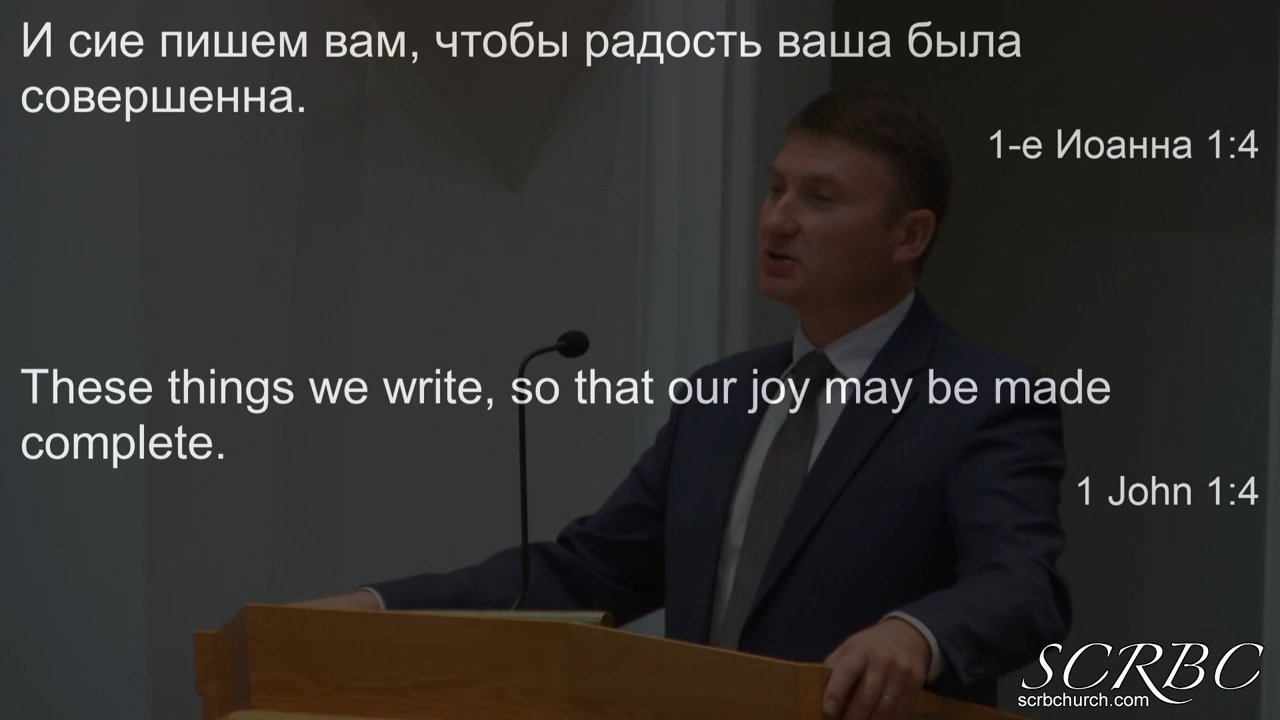 И сие пишем вам, чтобы радость ваша была
совершенна.
1-е Иоанна 1:4
These things we write, so that our joy may be made
complete.
1 John 1:4
SCRBC
scrbchurch.com